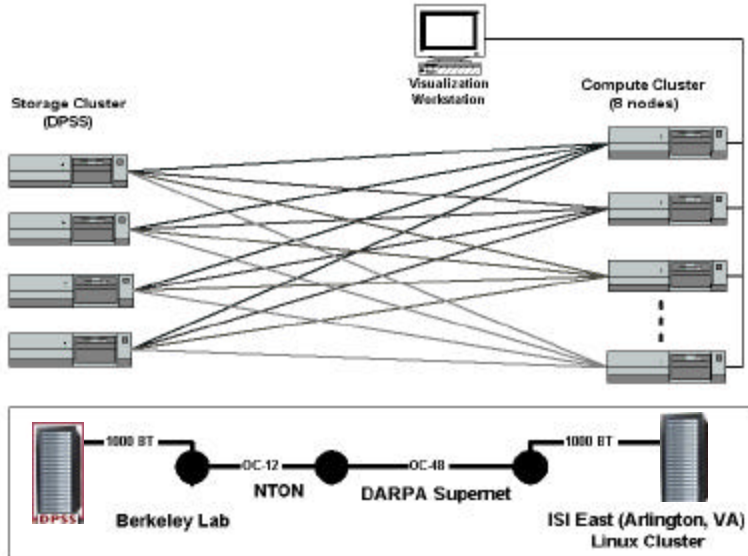 Visualization
Workstation
Storage Cluster
(DPSS)
Compute Cluster
(8 nodes)
1000 BT
OC-12
OC-48
1000 BT
NTON
DARPA Supernet
DPSS
Berkeley Lab
ISI East (Arlington, VA)
Linux Cluster